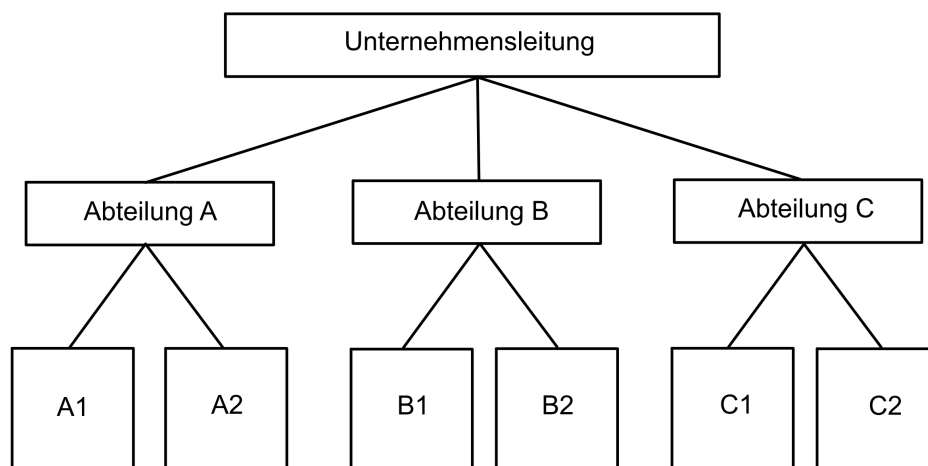 Unternehmensleitung
Abteilung A
Abteilung B
Abteilung C
A1
A2
B1
B2
C1
C2